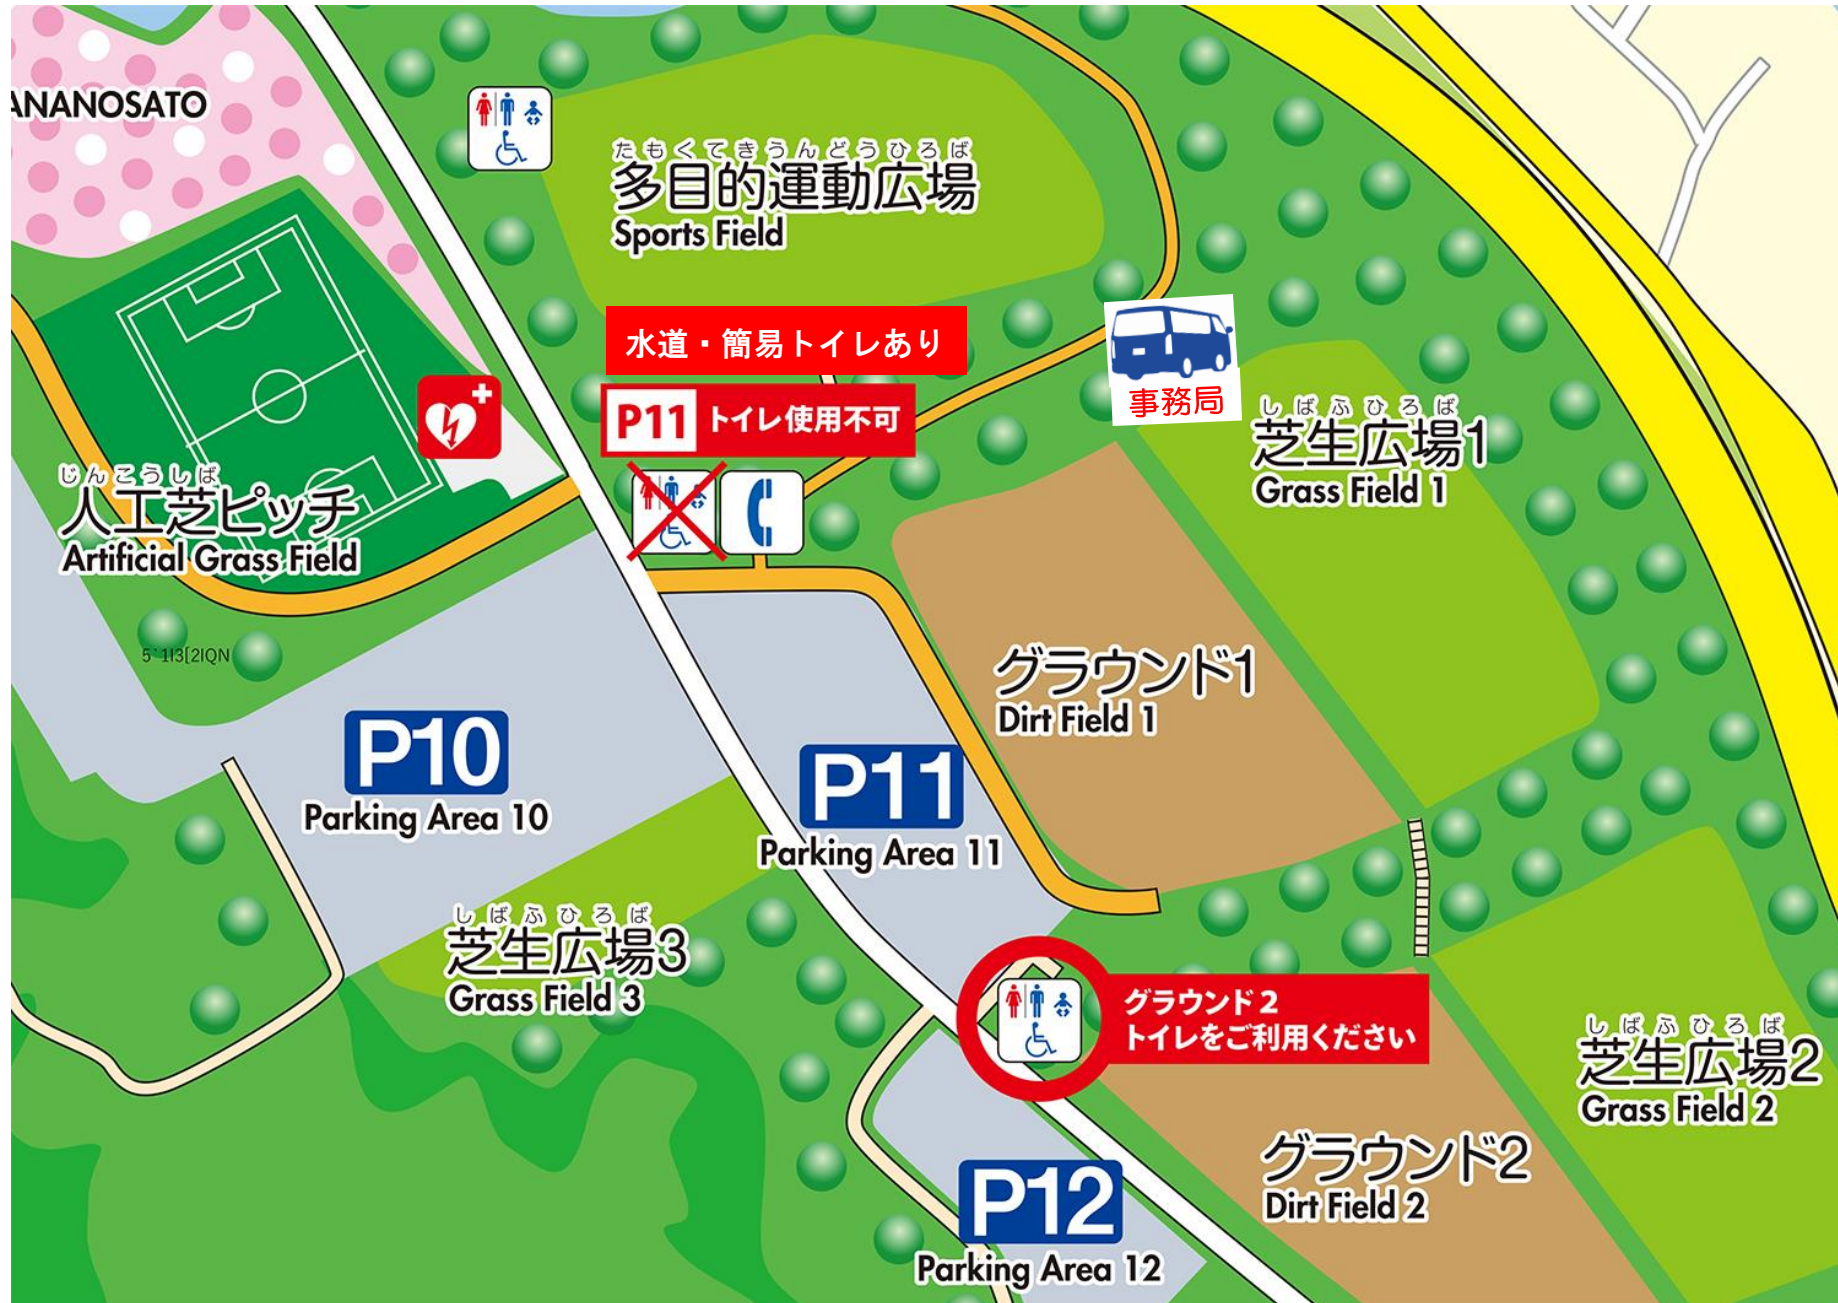 ANANOSATO
たもくてきうんどうひろば
多目的運動広場
Sports Field
水道・簡易トイレあり
P11 トイレ使用不可
事務局
しばふひろば
芝生広場1
Grass Field 1
じんこうしば
人工芝ピッチ
Artificial Grass Field
5`1I3[2IQN
グラウンド1
Dirt Field 1
P10
Parking Area 10
P11
Parking Area 11
しばふひろば
芝生広場3
Grass Field 3
グラウンド2
トイレをご利用ください
しばふひろば
芝生広場2
Grass Field 2
グラウンド2
Dirt Field 2
P12
Parking Area 12